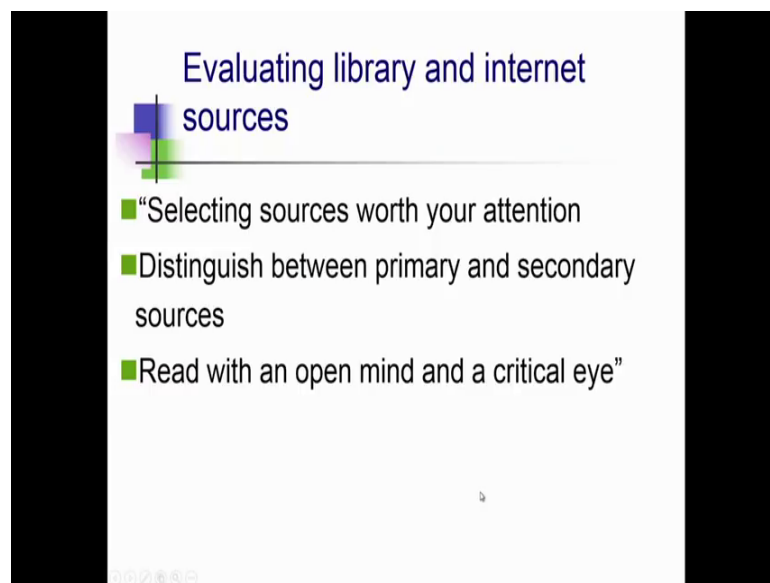 Evaluating library and internet
sources
“Selecting sources worth your attention
Distinguish between primary and secondary
sources
Read with an open mind and a critical eye”